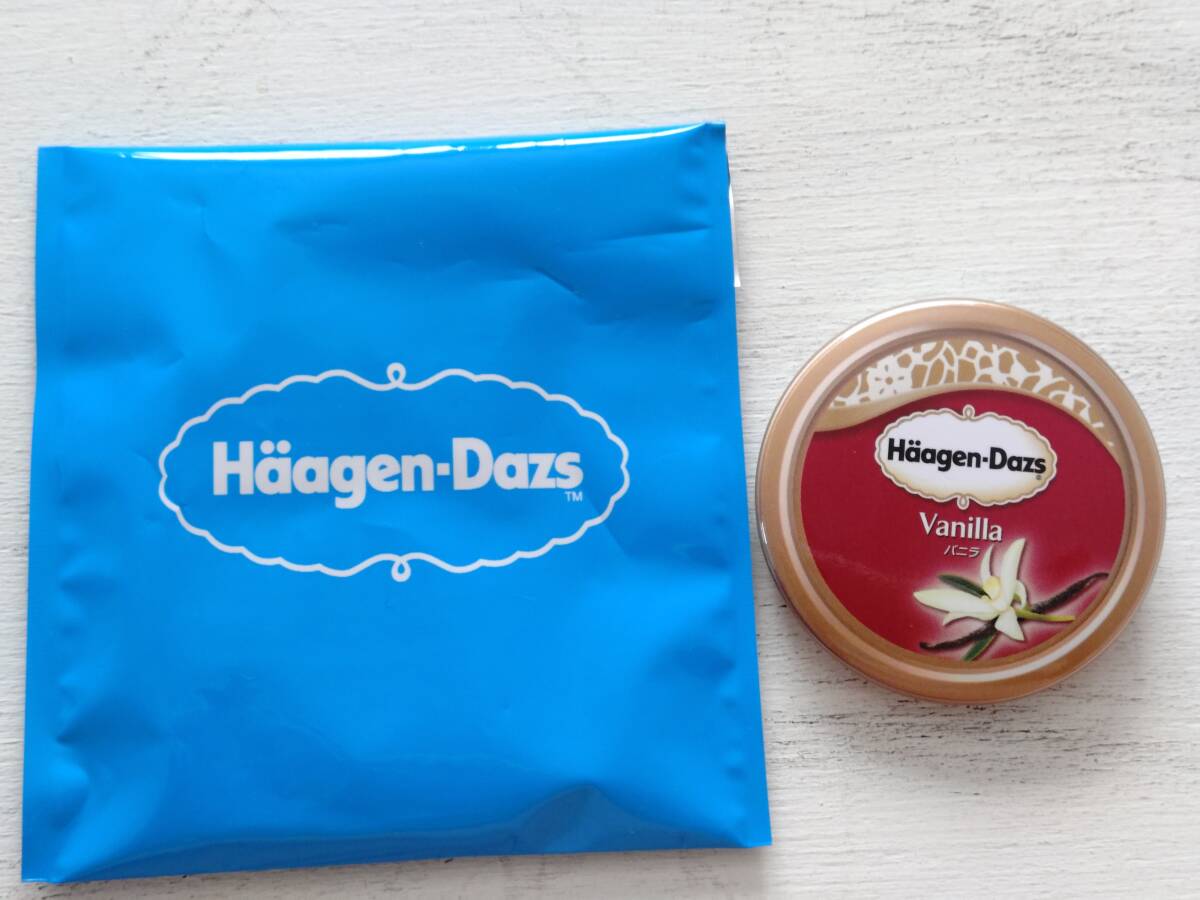 Häagen-Dazs
TM
Häagen-Dazs
®
Vanilla
バニラ